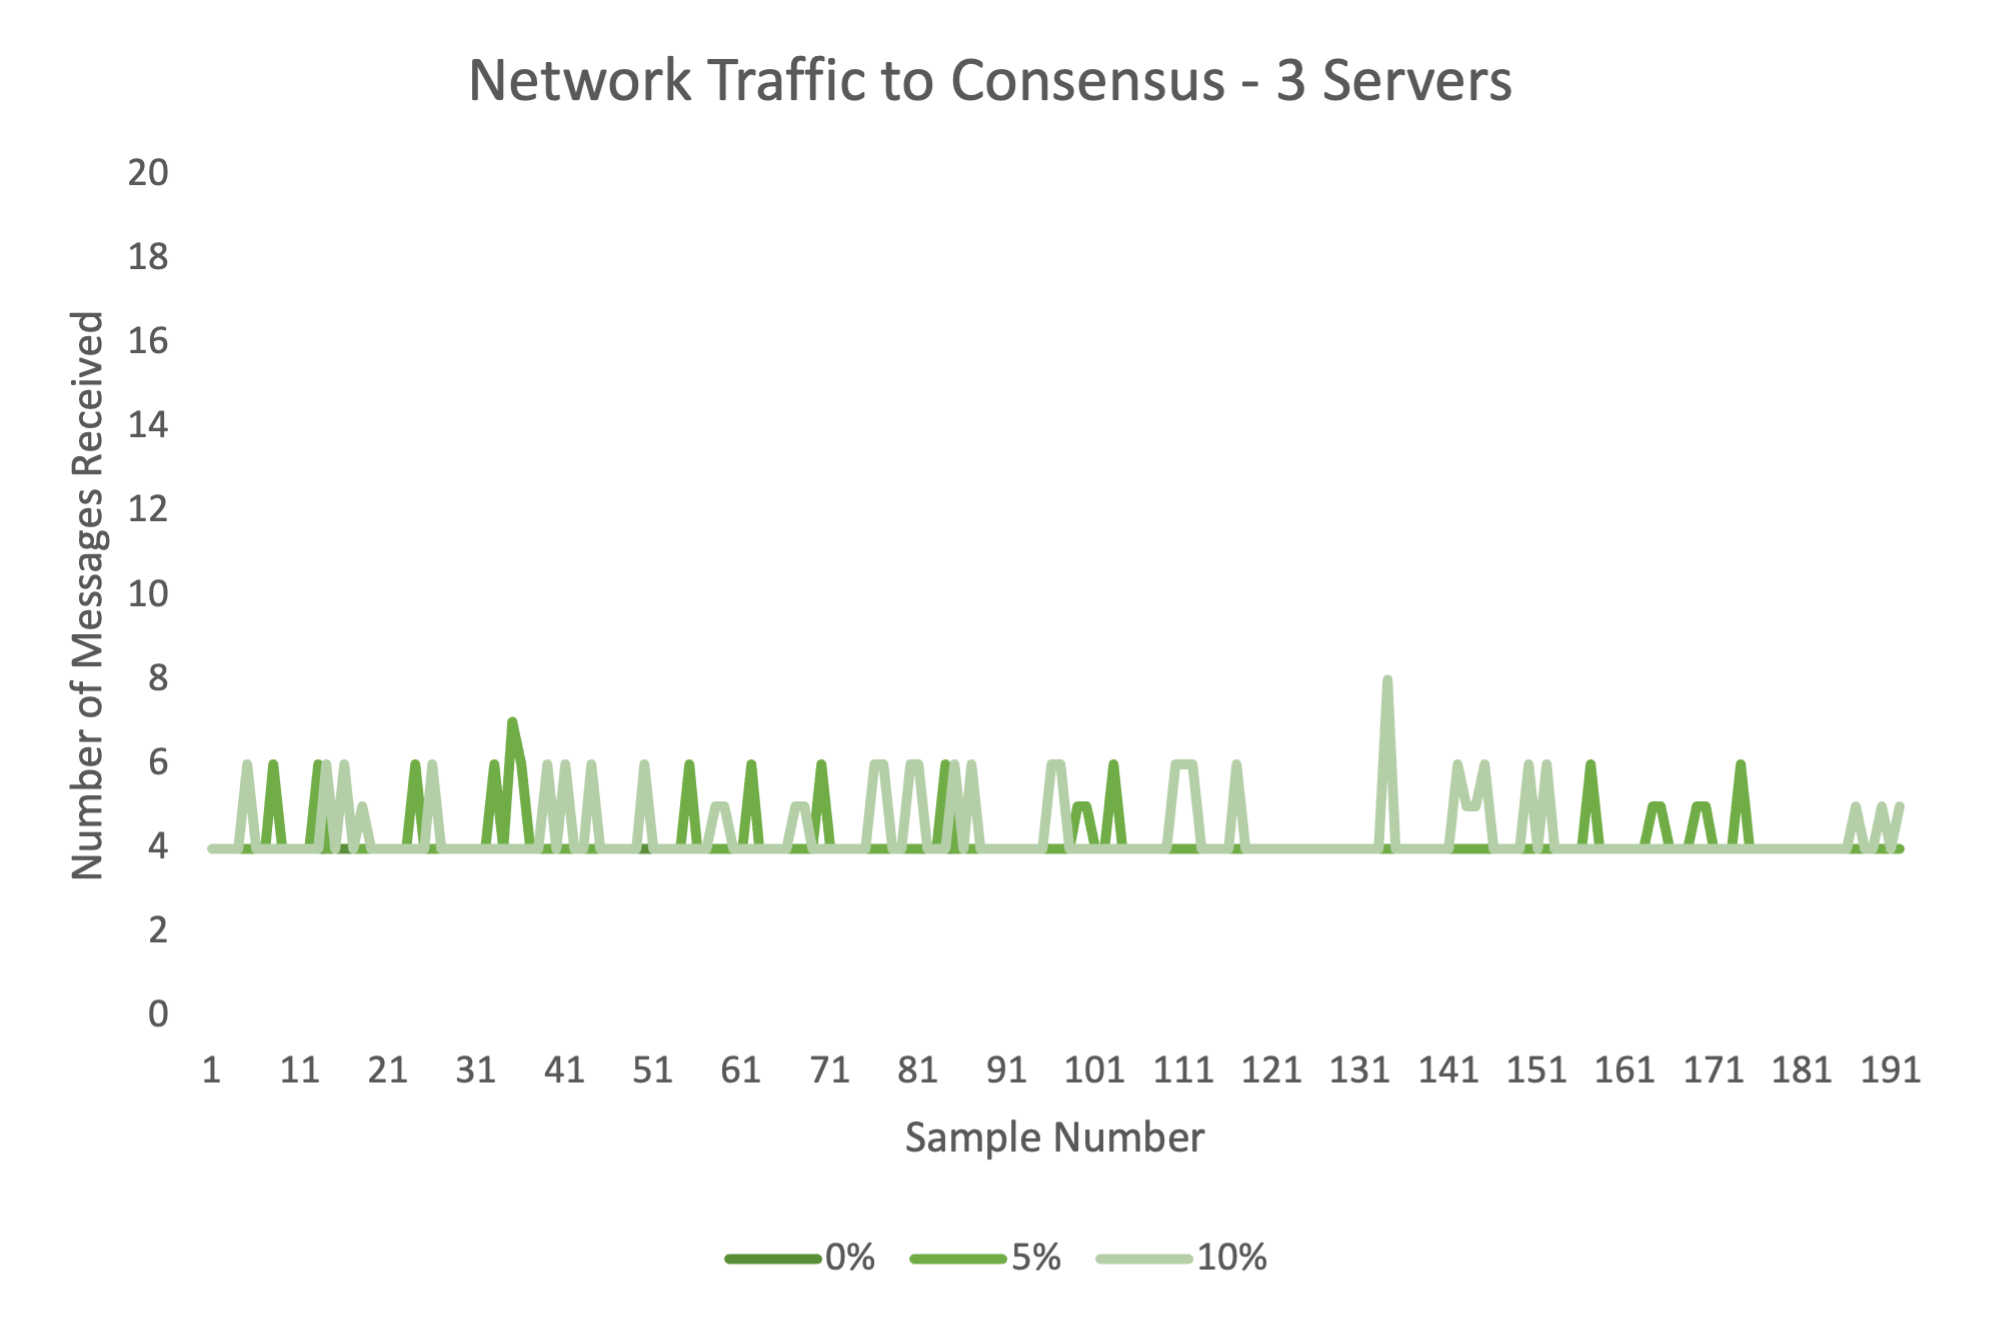 Network Traffic to Consensus - 3 Servers
Number of Messages Received
20
18
16
14
12
10
8
6
4
2
0
1 11 21 31 41 51 61 71 81 91 101 111 121 131 141 151 161 171 181 191
Sample Number
0% 5% 10%